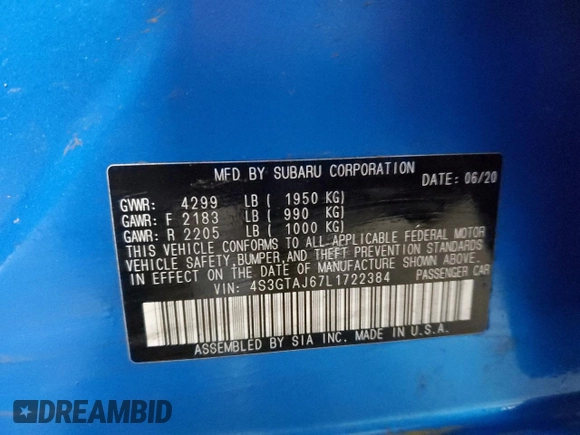 MFD BY SUBARU CORPORATION
DATE: 06/20
GVWR: 4299 LB ( 1950 KG)
GAWR: F 2183 LB ( 990 KG)
GAWR: R 2205 LB ( 1000 KG)
THIS VEHICLE CONFORMS TO ALL APPLICABLE FEDERAL MOTOR
VEHICLE SAFETY, BUMPER, AND THEFT PREVENTION STANDARDS
IN EFFECT ON THE DATE OF MANUFACTURE SHOWN ABOVE.
VIN: 4S3GTAJ67L1722384 PASSENGER CAR
ASSEMBLED BY SIA INC. MADE IN U.S.A.
DREAMBID